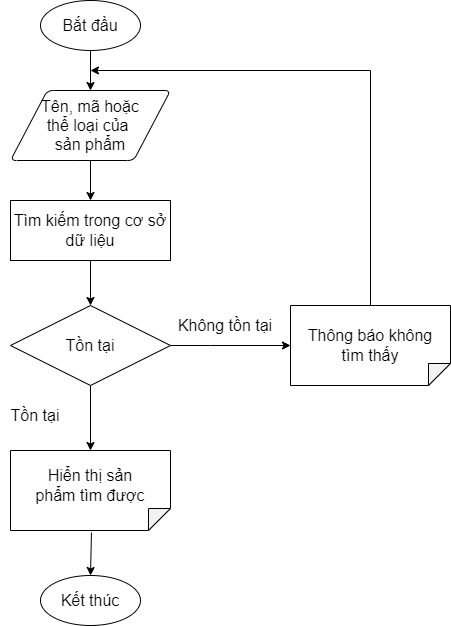 Bắt đầu
Tên, mã hoặc
thể loại của
sản phẩm
Tìm kiếm trong cơ sở
dữ liệu
Tồn tại
Không tồn tại
Thông báo không
tìm thấy
Tồn tại
Hiển thị sản
phẩm tìm được
Kết thúc